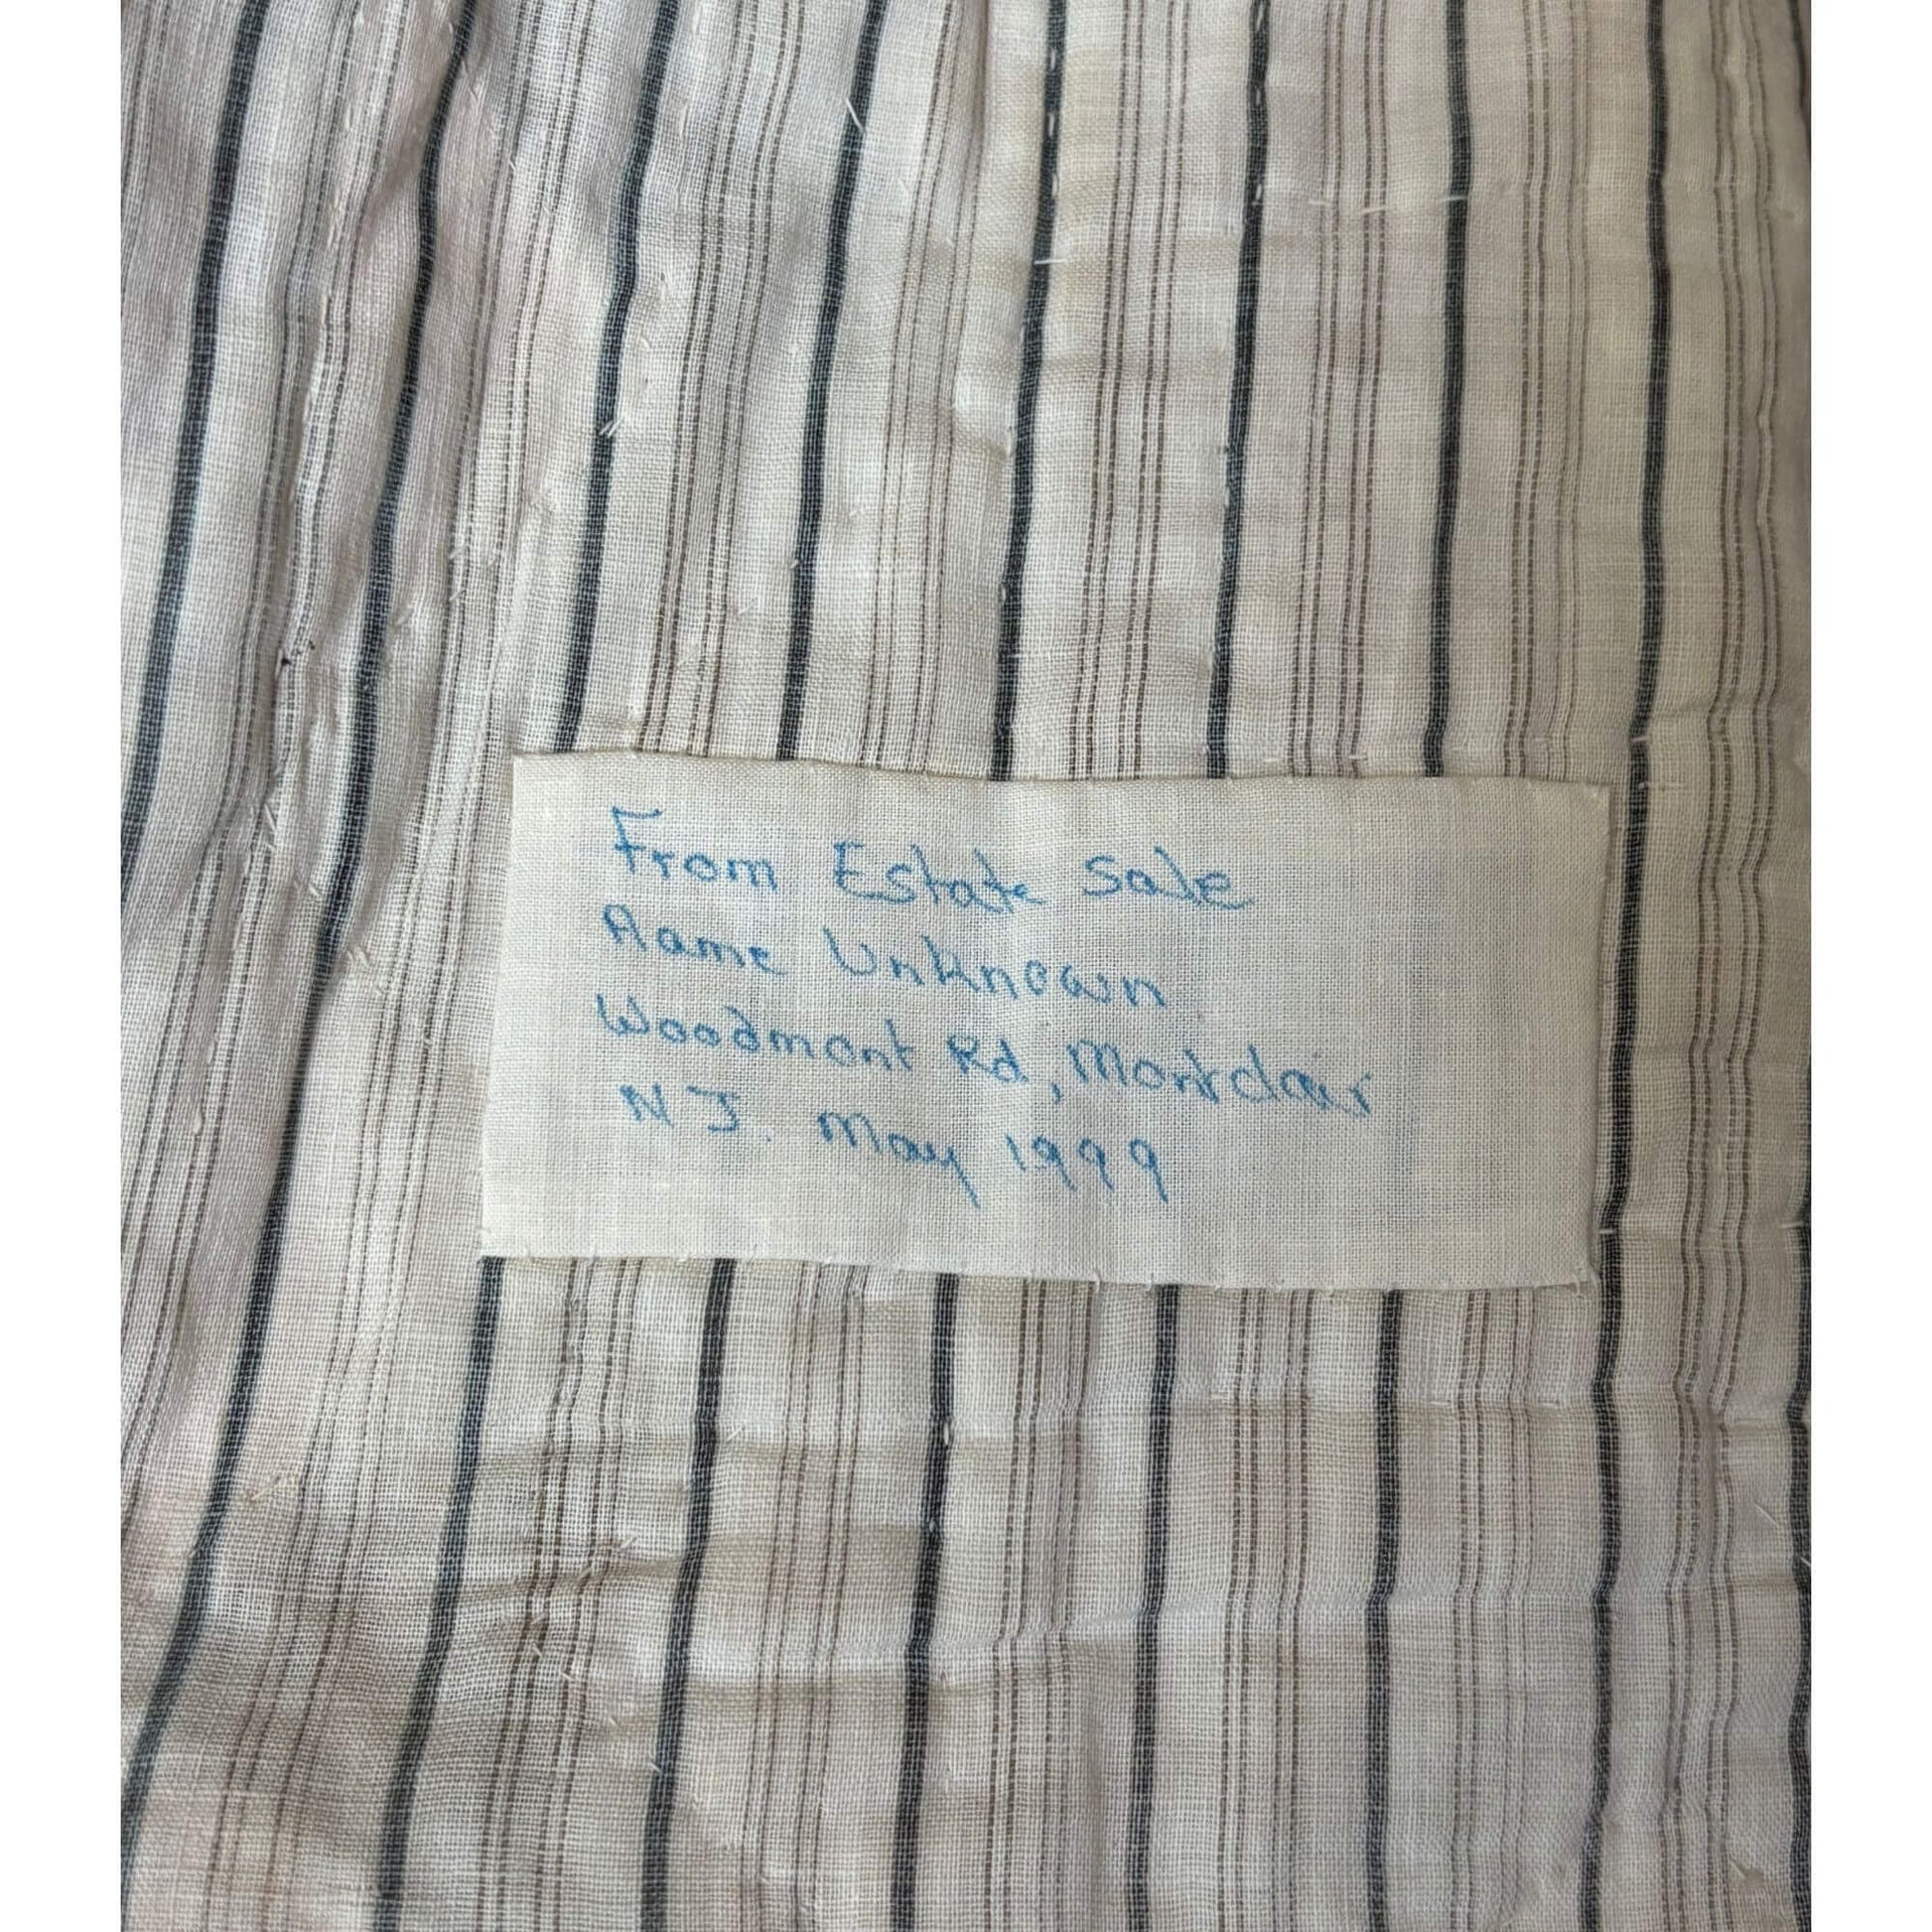 From Estate Sale
Name Unknown
Woodmont Rd, Montclair
N J. May 1999